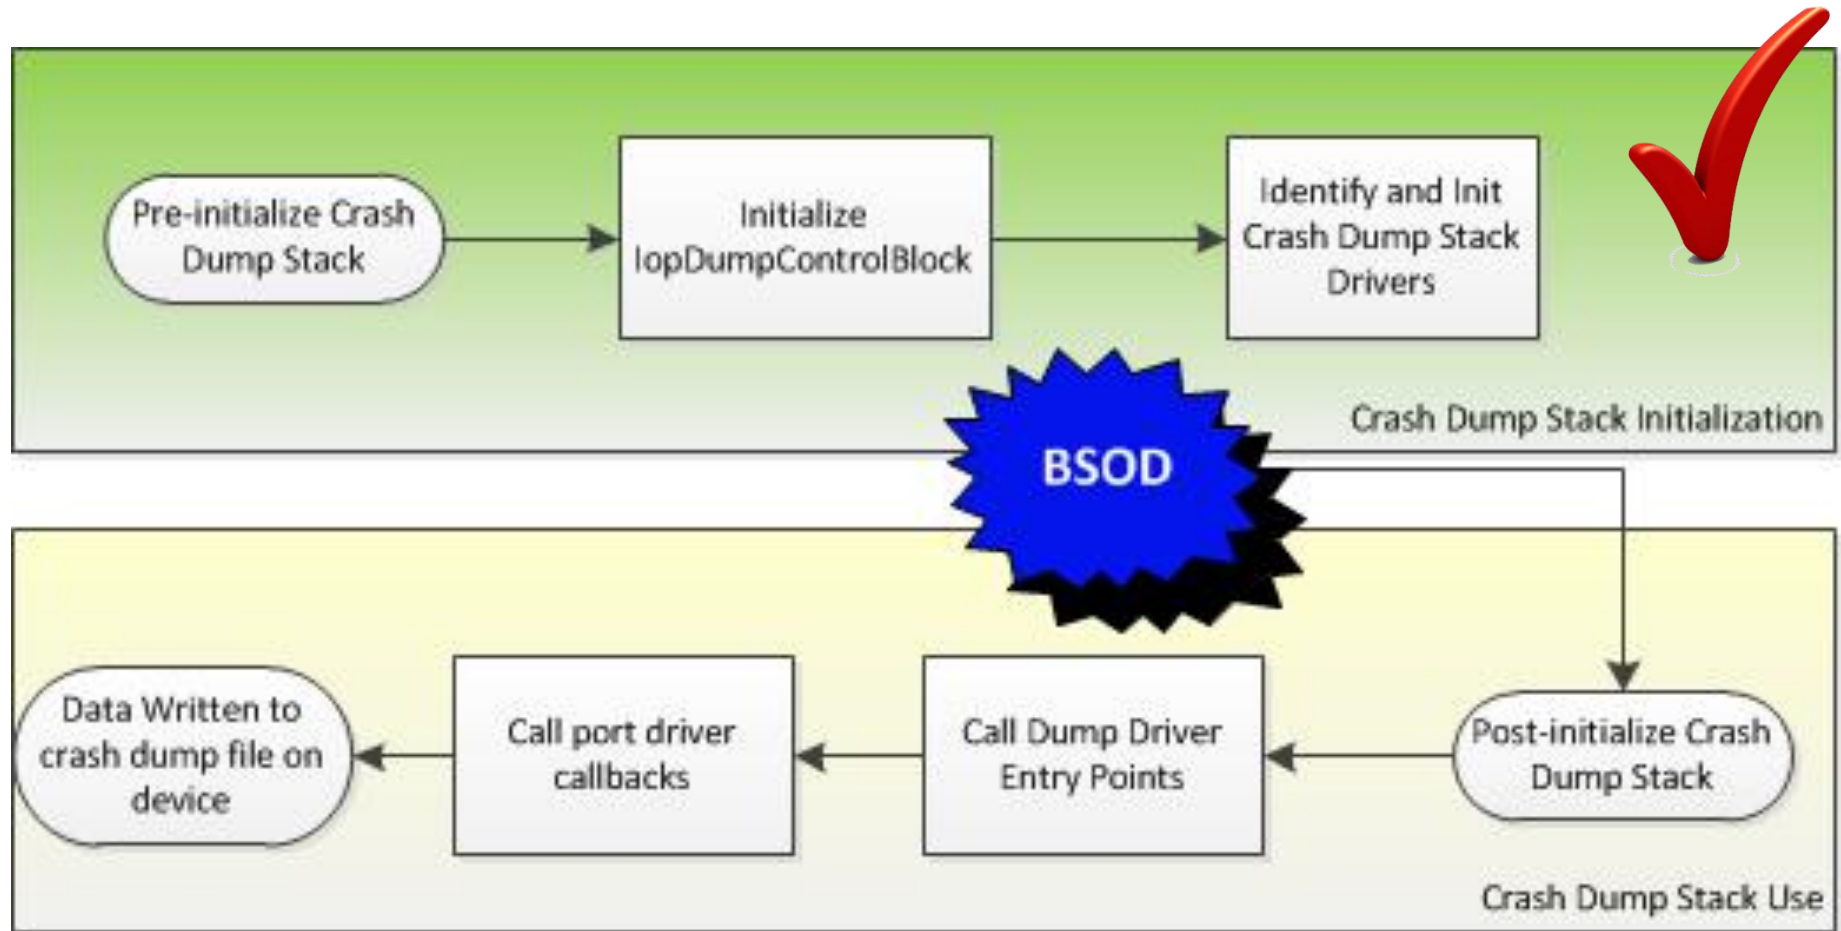 Pre-initialize Crash
Dump Stack
Initialize
IopDumpControlBlock
Identify and Init
Crash Dump Stack
Drivers
Crash Dump Stack Initialization
BSOD
Post-initialize Crash
Dump Stack
Call Dump Driver
Entry Points
Call port driver
callbacks
Data Written to
crash dump file on
device
Crash Dump Stack Use